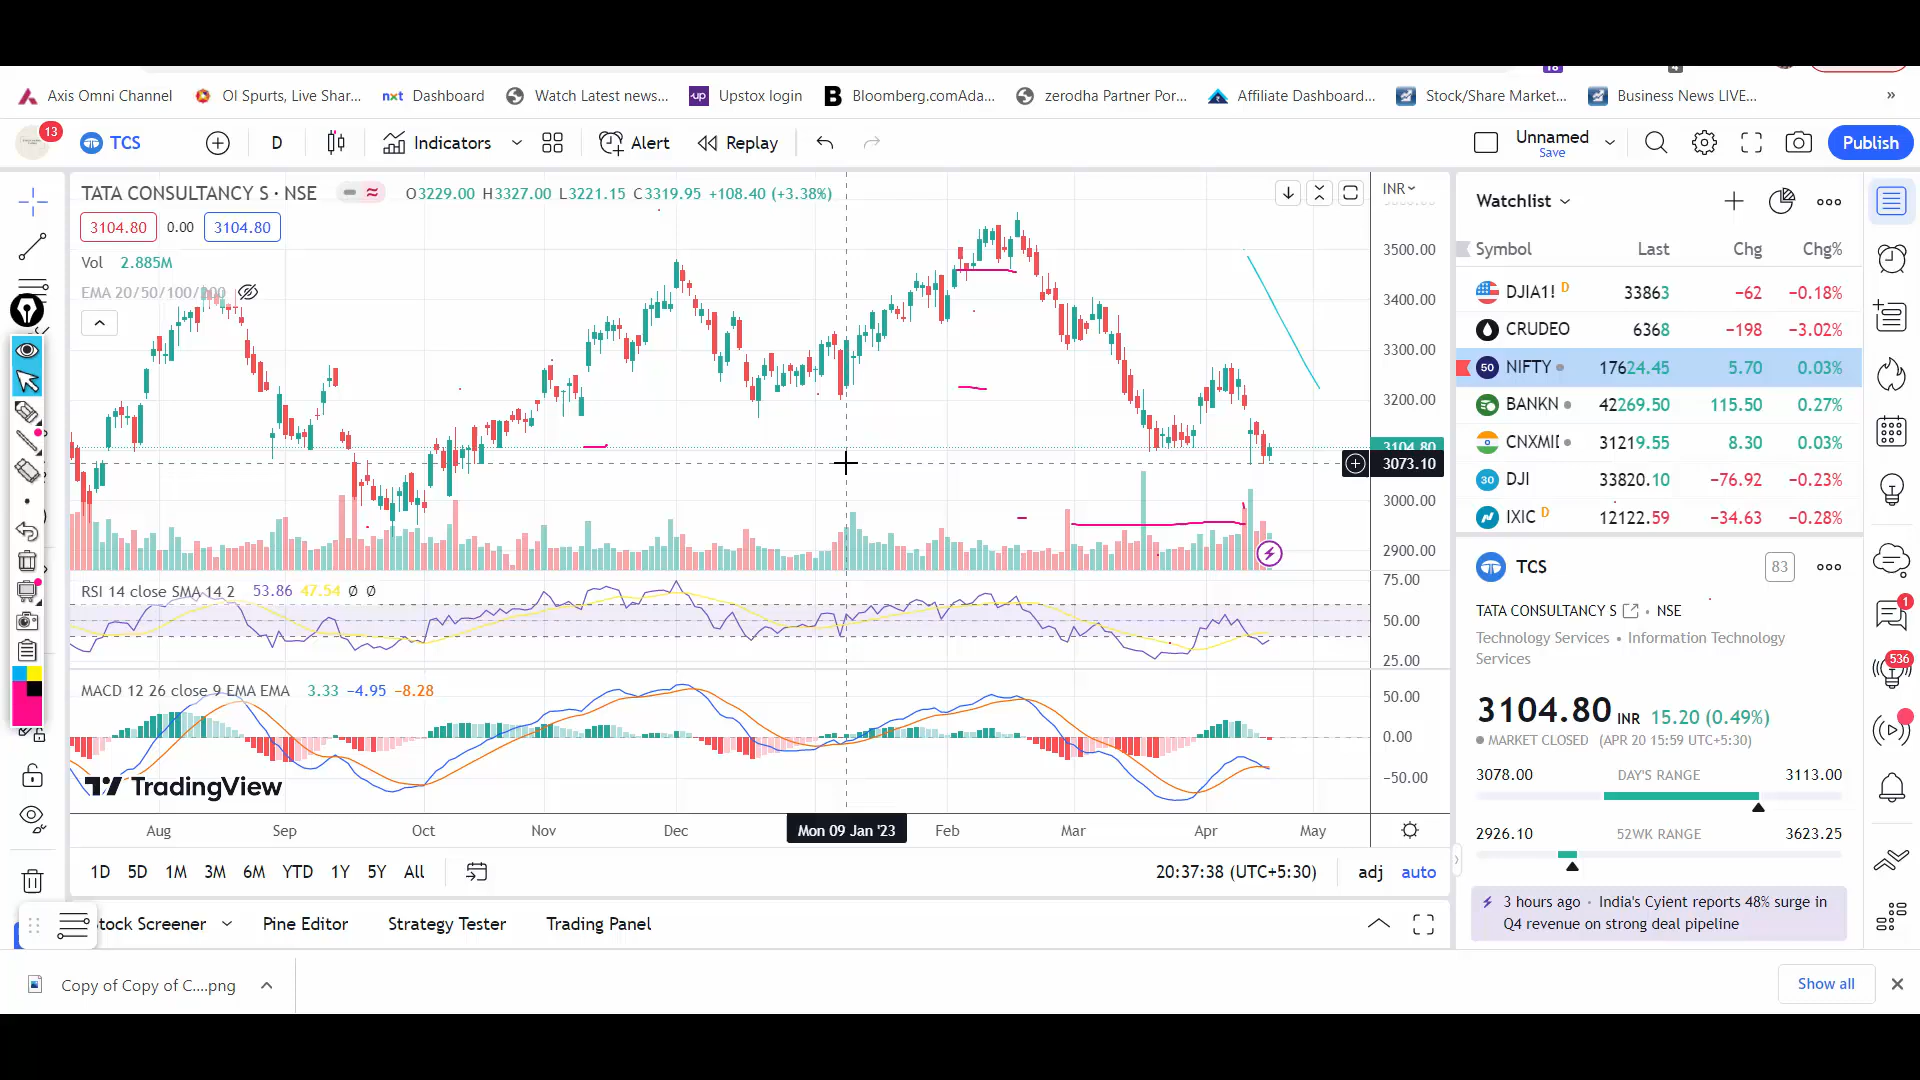 Axis Omni Channel OI Spurts, Live Shar... nxt Dashboard Watch Latest news... up Upstox login B Bloomberg.comAda... zerodha Partner Por... Affiliate Dashboard... Stock/Share Market... Business News LIVE... »
13 TCS D Indicators Alert Replay Unnamed Save Publish
TATA CONSULTANCY S · NSE O3229.00 H3327.00 L3221.15 C3319.95 +108.40 (+3.38%)
3104.80 0.00 3104.80
Vol 2.885M
EMA 20/50/100/200
INR
3500.00
3400.00
3300.00
3200.00
3104.80
3073.10
3000.00
2900.00
RSI 14 close SMA 14 2 53.86 47.54 Ø Ø
75.00
50.00
25.00
MACD 12 26 close 9 EMA EMA 3.33 −4.95 −8.28
50.00
0.00
−50.00
TradingView
Aug Sep Oct Nov Dec Mon 09 Jan '23 Feb Mar Apr May
1D 5D 1M 3M 6M YTD 1Y 5Y All 20:37:38 (UTC+5:30) adj auto
Stock Screener Pine Editor Strategy Tester Trading Panel
Watchlist
Symbol Last Chg Chg%
DJIA1! D 33863 −62 −0.18%
CRUDEO 6368 −198 −3.02%
50 NIFTY 17624.45 5.70 0.03%
BANKN 42269.50 115.50 0.27%
CNXMI 31219.55 8.30 0.03%
30 DJI 33820.10 −76.92 −0.23%
IXIC D 12122.59 −34.63 −0.28%
TCS 83
TATA CONSULTANCY S · NSE
Technology Services • Information Technology
Services
3104.80 INR 15.20 (0.49%)
MARKET CLOSED (APR 20 15:59 UTC+5:30)
3078.00 DAY'S RANGE 3113.00
2926.10 52WK RANGE 3623.25
3 hours ago · India's Cyient reports 48% surge in
Q4 revenue on strong deal pipeline
1
536
Copy of Copy of C....png Show all